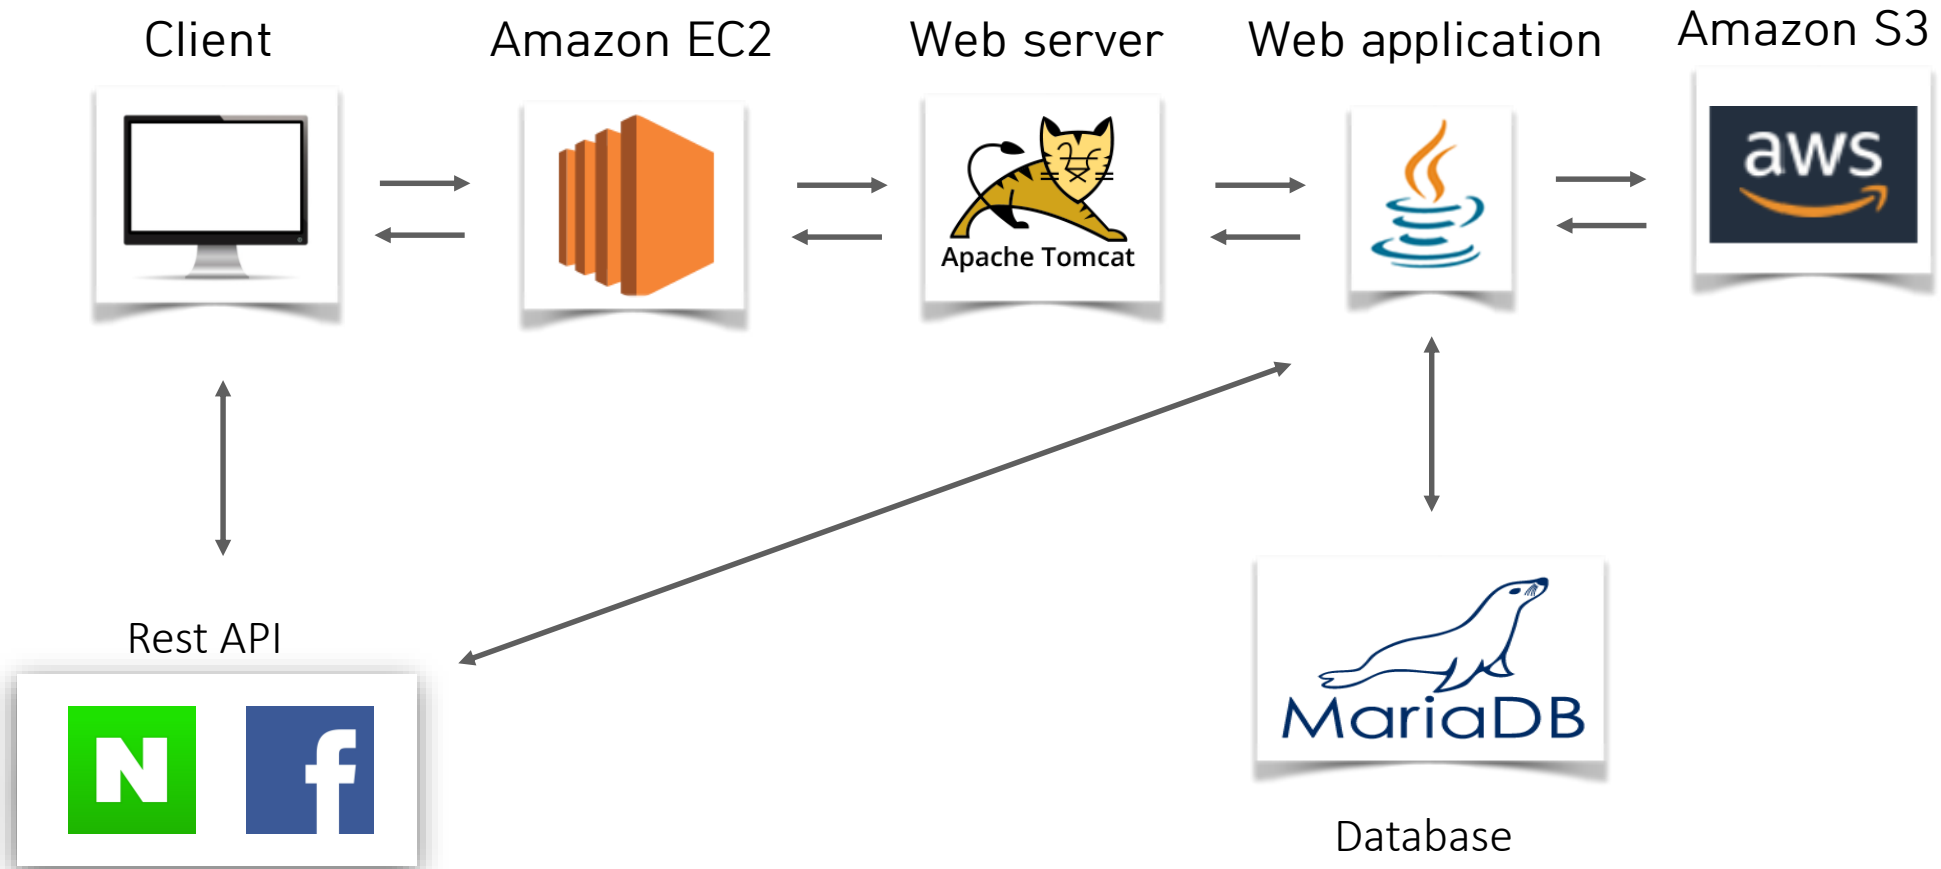 Client
Amazon EC2
Web server
Web application
Amazon S3
Apache Tomcat
aws
Rest API
N
f
MariaDB
Database